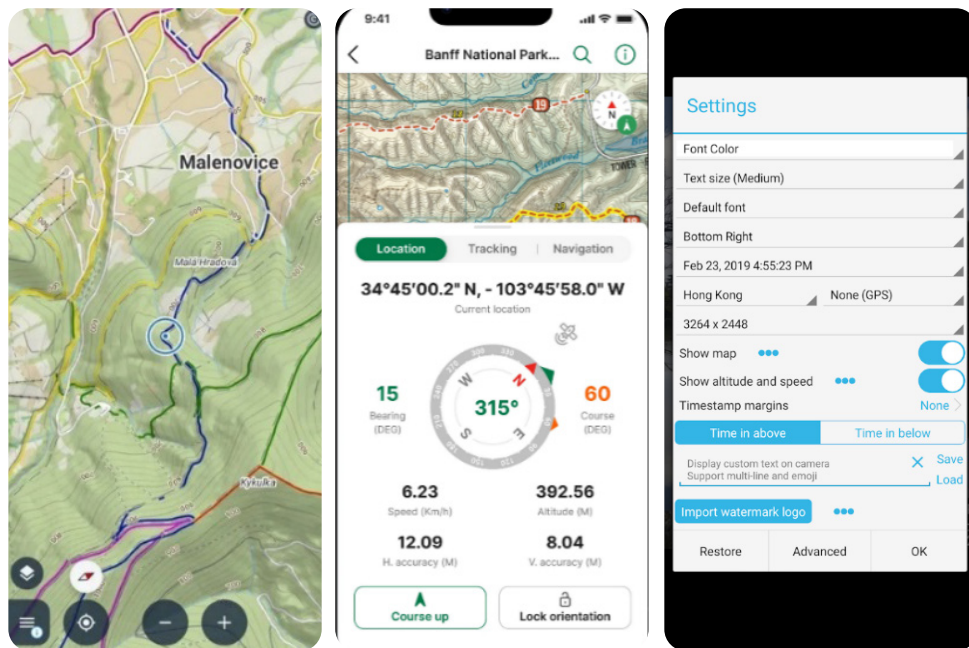 Malenovice
Malá Hradová
Kykulka
9:41
Banff National Park...
19
N
TOWER
Location
Tracking
Navigation
34°45'00.2" N, - 103°45'58.0" W
Current location
15
Bearing
(DEG)
N
W
S
E
315°
60
Course
(DEG)
6.23
Speed (Km/h)
392.56
Altitude (M)
12.09
H. accuracy (M)
8.04
V. accuracy (M)
Course up
Lock orientation
Settings
Font Color
Text size (Medium)
Default font
Bottom Right
Feb 23, 2019 4:55:23 PM
Hong Kong
None (GPS)
3264 x 2448
Show map
Show altitude and speed
Timestamp margins
None
Time in above
Time in below
Display custom text on camera
Support multi-line and emoji
Save
Load
Import watermark logo
Restore
Advanced
OK